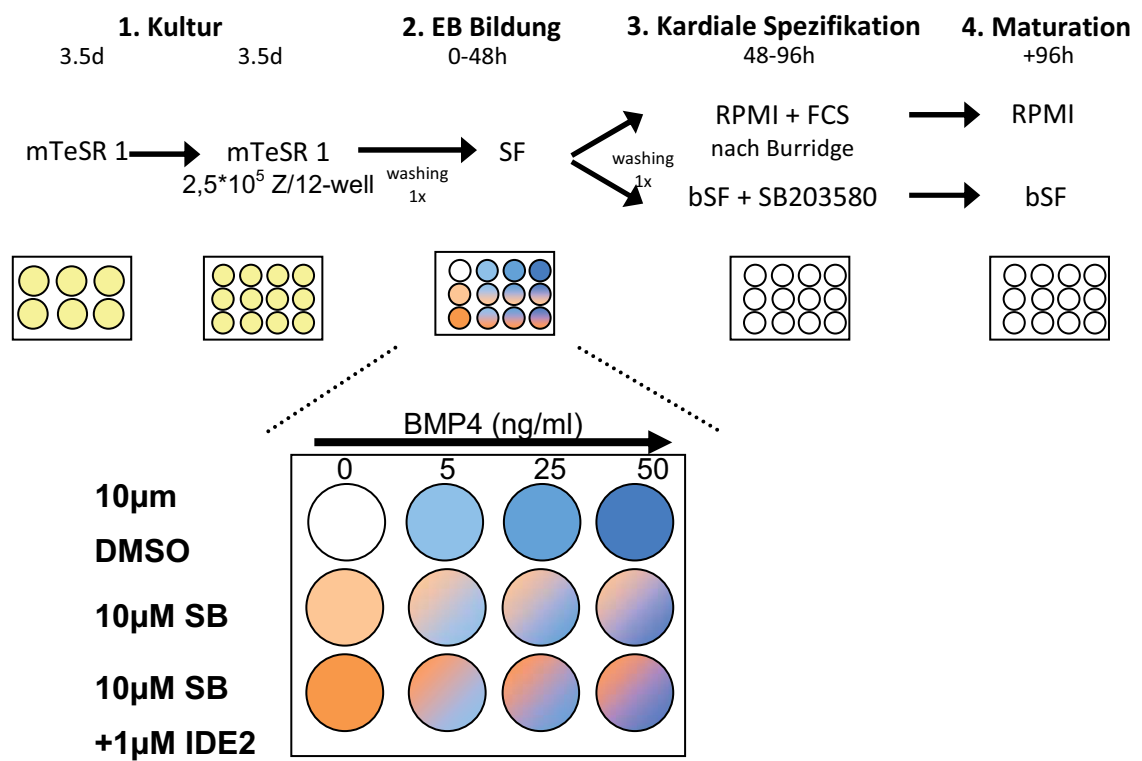 1. Kultur
2. EB Bildung
3. Kardiale Spezifikation
4. Maturation
3.5d
3.5d
0-48h
48-96h
+96h
mTeSR 1
mTeSR 1
2,5*10⁵ Z/12-well
washing
1x
SF
washing
1x
RPMI + FCS
nach Burridge
RPMI
bSF + SB203580
bSF
BMP4 (ng/ml)
0 5 25 50
10µm
DMSO
10µM SB
10µM SB
+1µM IDE2